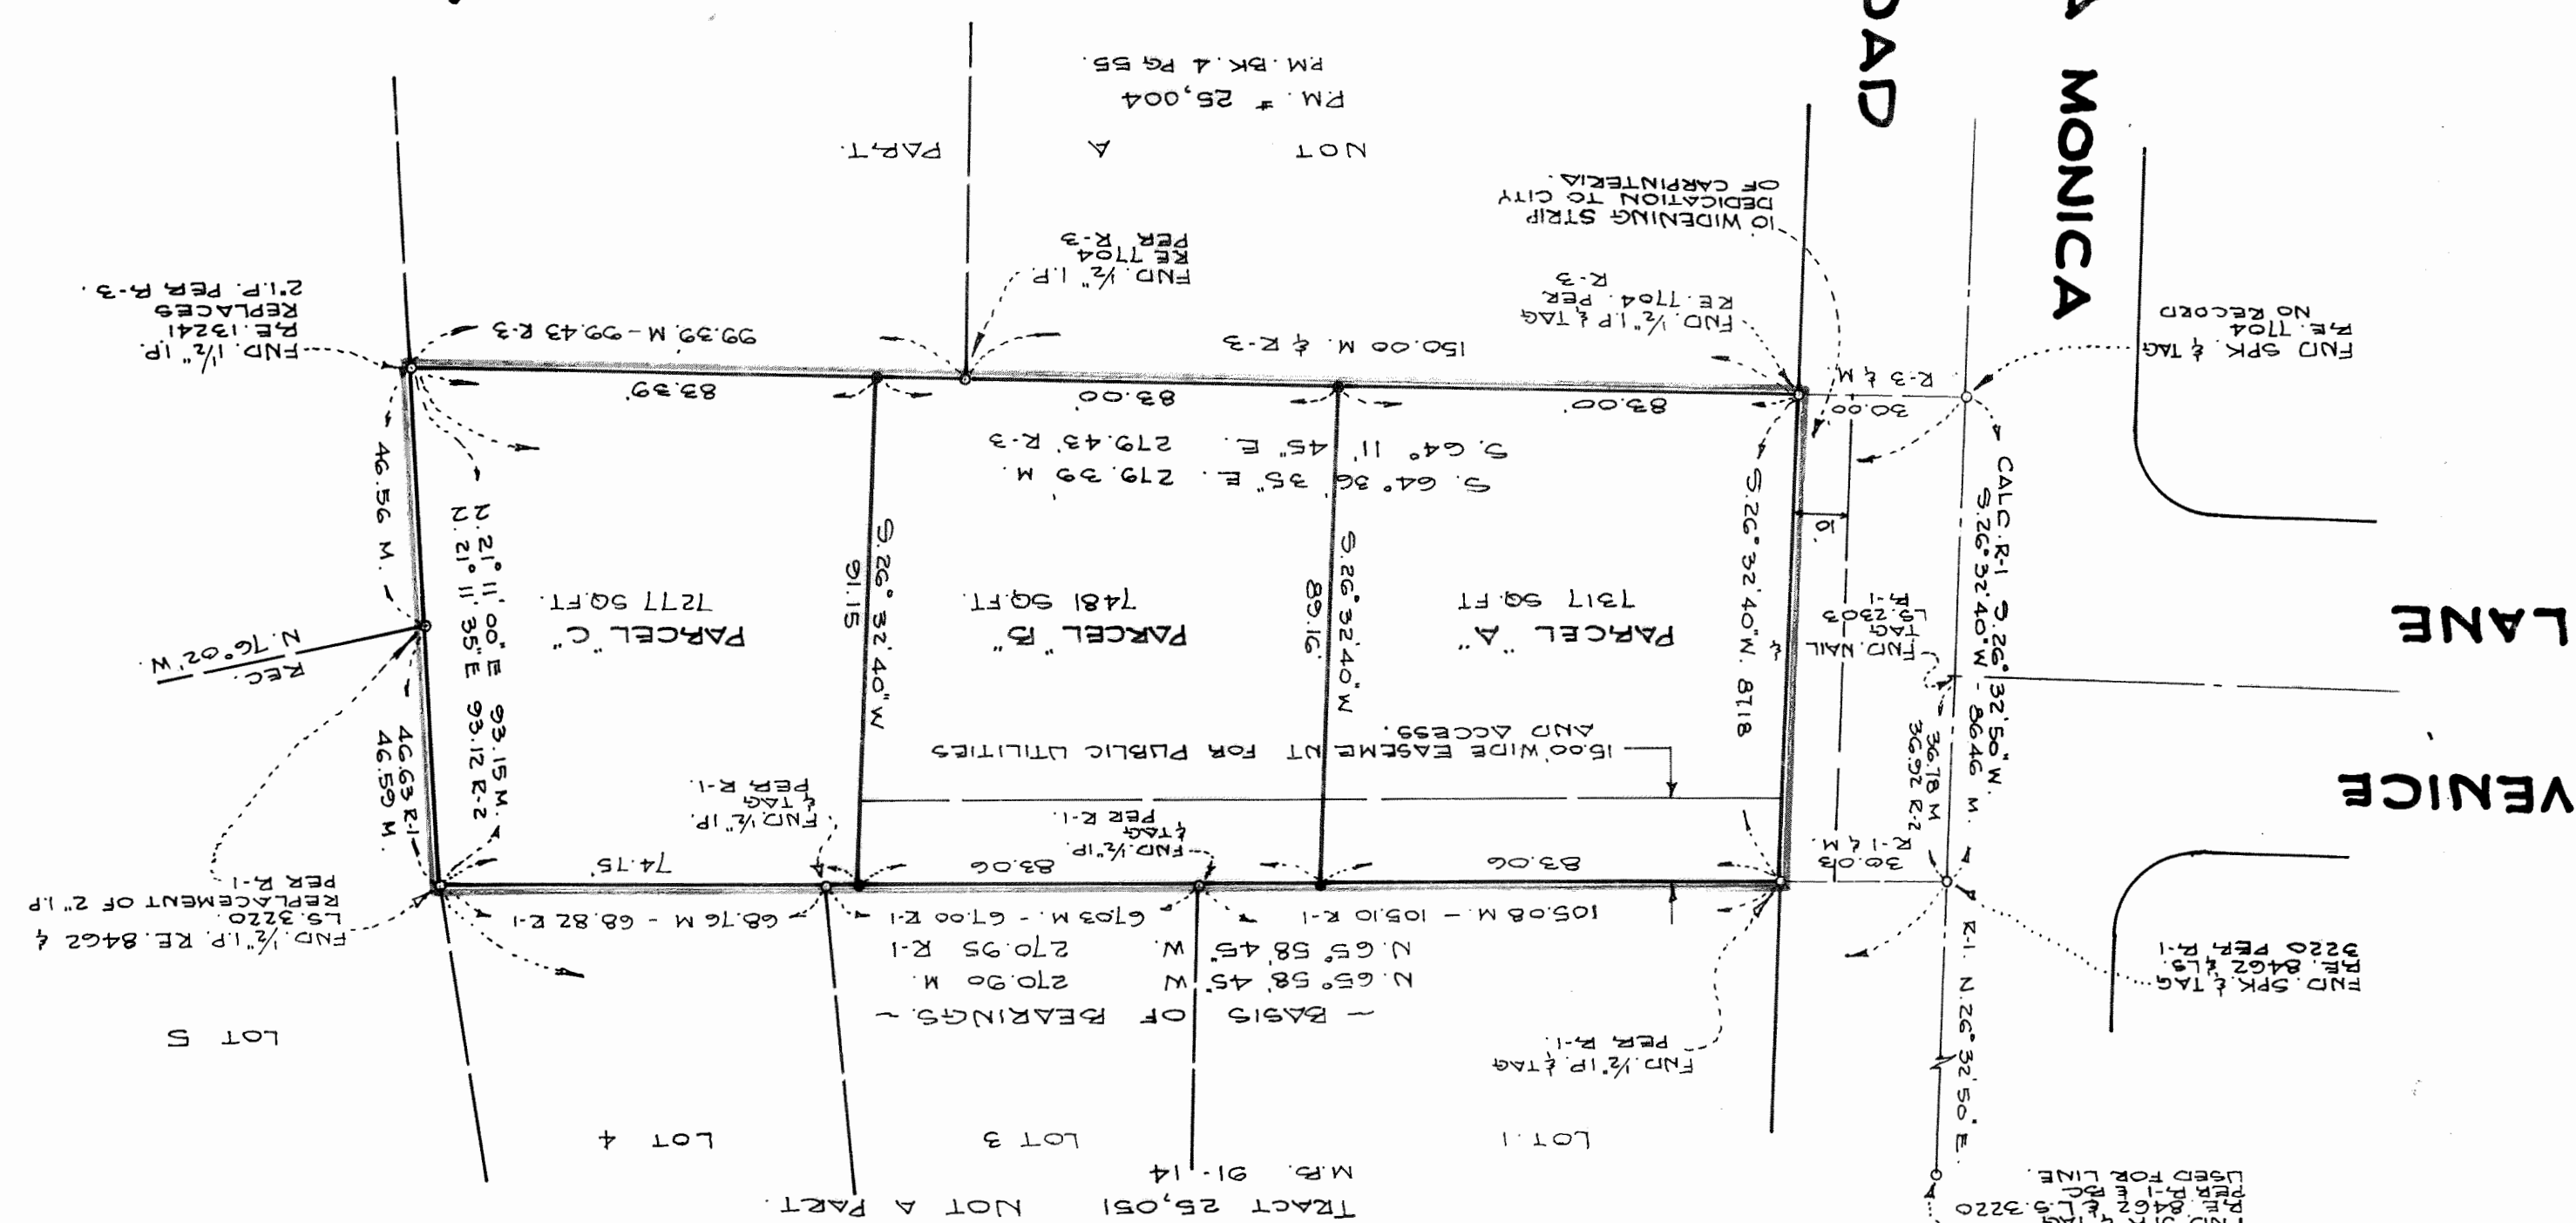 TRACT 25,051 NOT A PART.
M.B. 91-14
LOT 1
LOT 3
LOT 4
LOT 5
FND. SPK & TAG
R.E. 8462 & L.S. 3220
PER R-1 E BC
USED FOR LINE.
R-1. N. 26° 32' 50" E.
FND. 1/2" I.P. & TAG
PER R-1.
~ BASIS OF BEARINGS. ~
N. 65° 58' 45" W 270.90 M
N. 65° 58' 45" W. 270.95 R-1
105.08 M. - 105.10 R-1
67.03 M. - 67.00 R-1
68.76 M - 68.82 R-1
FND. SPK. & TAG
R.E. 8462 & LS.
3220 PER R-1
FND. 1/2" I.P. R.E. 8462 &
LS. 3220.
REPLACEMENT OF 2" I.P
PER R-1
30.013
R-1 & M.
83.06
83.06
74.75'
FND. 1/2" I.P.
& TAG
PER R-1.
FND. 1/2" I.P.
& TAG
PER R-1.
VENICE
LANE
15.00' WIDE EASEMENT FOR PUBLIC UTILITIES
AND ACCESS.
36.78 M
36.92 R-2
FND. NAIL &
TAG
LS. 2303
R-1
CALC. R-1 S. 26° 32' 50" W.
S. 26° 32' 40" W - 86.46 M.
S. 26° 32' 40" W. 87.18
10'
PARCEL "A"
7317 SQ. FT
S. 26° 32' 40" W
89.16'
PARCEL "B"
7481 SQ. FT.
S. 26° 32' 40" W
91.15
PARCEL "C"
7277 SQ. FT.
N. 21° 11' 00" E 93.15 M.
N. 21° 11' 35" E 93.12 R-2
46.63 R-1
46.59 M.
46.56 M.
REC.
N. 76° 02' W.
S. 64° 36' 35" E. 279.39' M.
S. 64° 11' 45" E. 279.43' R-3
30.00
R-3 & M.
83.00'
83.00'
83.39'
150.00 M. & R-3
99.39' M - 99.43 R-3
FND SPK. & TAG
R.E. 7704
NO RECORD
FND. 1/2" I.P. & TAG
RE. 7704. PER
R-3
FND. 1/2" I.P.
RE 7704
PER R-3
FND. 1 1/2" I.P.
R.E. 13241
REPLACES
2" I.P. PER R-3.
10' WIDENING STRIP
DEDICATION TO CITY
OF CARPINTERIA.
NOT A PART.
P.M. # 25,004
P.M. BK. 4 PG 55.
MONICA